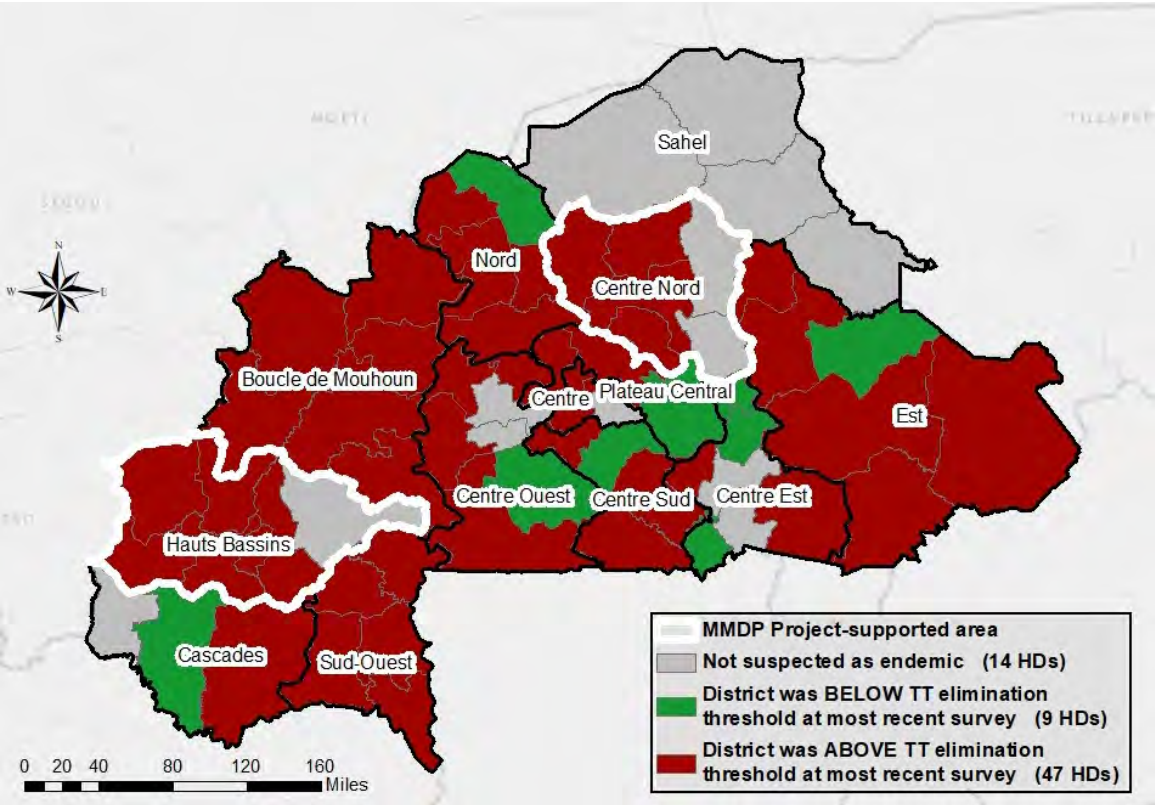 MOPTI
Sahel
SEGOU
N
W E
S
Nord
Centre Nord
Boucle de Mouhoun
Centre
Plateau Central
Est
Centre Ouest
Centre Sud
Centre Est
Hauts Bassins
Cascades
Sud-Ouest
MMDP Project-supported area
Not suspected as endemic (14 HDs)
District was BELOW TT elimination
threshold at most recent survey (9 HDs)
District was ABOVE TT elimination
threshold at most recent survey (47 HDs)
0 20 40 80 120 160
Miles